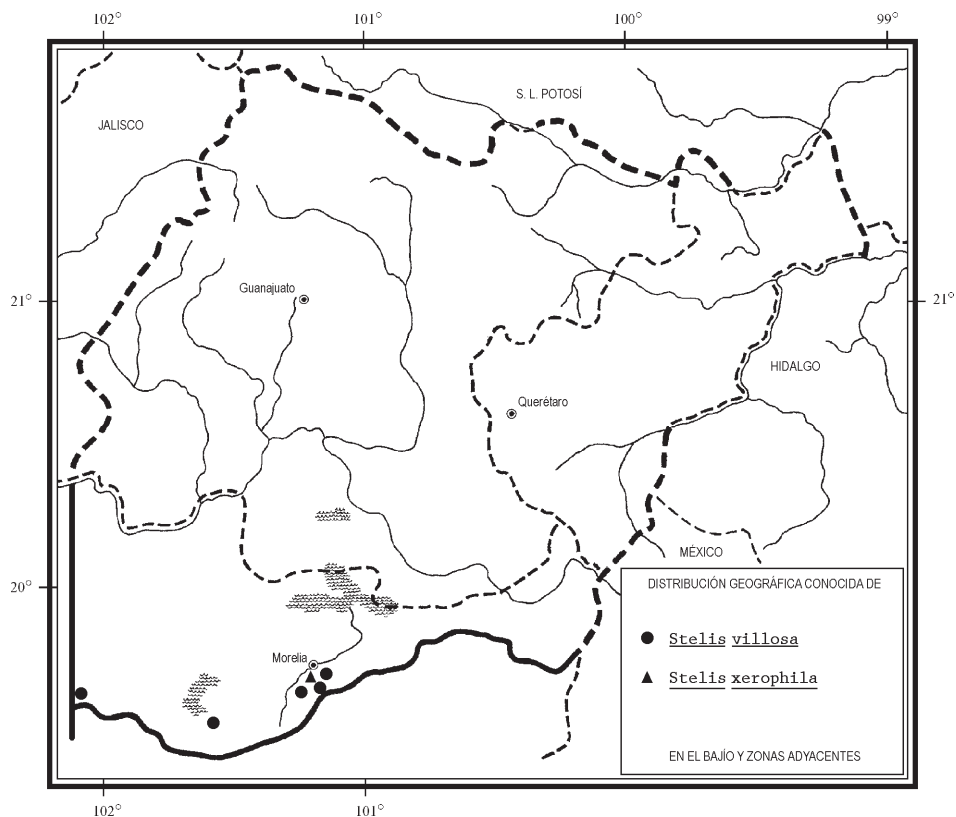 102° 101° 100° 99°
S. L. POTOSÍ
JALISCO
Guanajuato
21° 21°
HIDALGO
Querétaro
MÉXICO
20°
DISTRIBUCIÓN GEOGRÁFICA CONOCIDA DE
Stelis villosa
Morelia
Stelis xerophila
EN EL BAJÍO Y ZONAS ADYACENTES
102° 101°